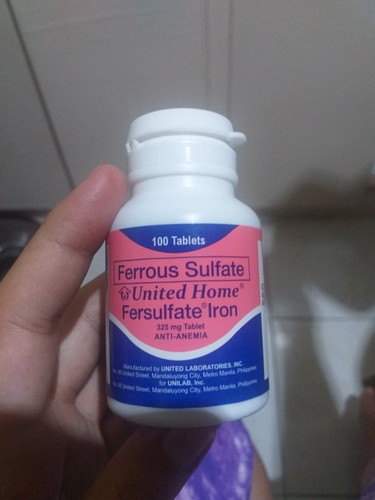 100 Tablets
Ferrous Sulfate
United Home®
Fersulfate® Iron
325 mg Tablet
ANTI-ANEMIA
Manufactured by UNITED LABORATORIES, INC.
United Street, Mandaluyong City, Metro Manila, Philippines
for UNILAB, Inc.
United Street, Mandaluyong City, Metro Manila, Philippines